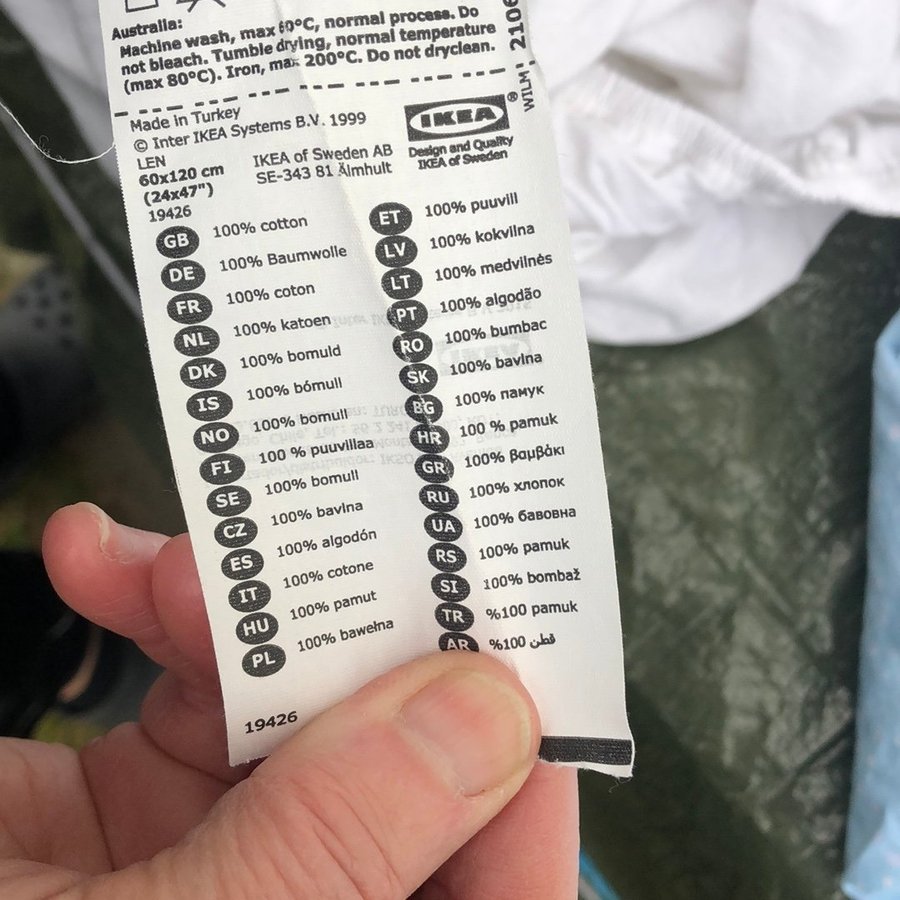 Australia:
Machine wash, max 60°C, normal process. Do
not bleach. Tumble drying, normal temperature
(max 80°C). Iron, max 200°C. Do not dryclean.
2106
WILM
Made in Turkey
© Inter IKEA Systems B.V. 1999
LEN
60x120 cm
(24x47")
19426
IKEA of Sweden AB
SE-343 81 Älmhult
IKEA ®
Design and Quality
IKEA of Sweden
GB 100% cotton
DE 100% Baumwolle
FR 100% coton
NL 100% katoen
DK 100% bomuld
IS 100% bómull
NO 100% bomull
FI 100 % puuvillaa
SE 100% bomull
CZ 100% bavlna
ES 100% algodón
IT 100% cotone
HU 100% pamut
PL 100% bawełna
19426
ET 100% puuvill
LV 100% kokvilna
LT 100% medvilnės
PT 100% algodão
RO 100% bumbac
SK 100% bavlna
BG 100% памук
HR 100 % pamuk
GR 100% βαμβάκι
RU 100% хлопок
UA 100% бавовна
RS 100% pamuk
SI 100% bombaž
TR %100 pamuk
AR %100 قطن